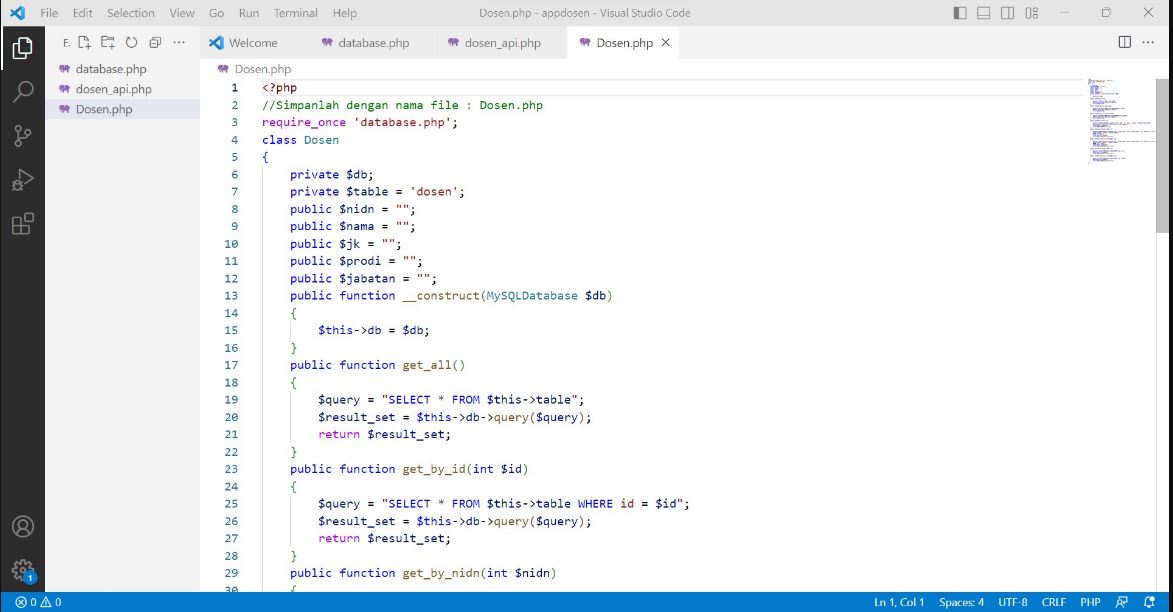 File Edit Selection View Go Run Terminal Help Dosen.php - appdosen - Visual Studio Code
E. ...
Welcome database.php dosen_api.php Dosen.php
database.php
dosen_api.php
Dosen.php
Dosen.php
1 <?php
2 //Simpanlah dengan nama file : Dosen.php
3 require_once 'database.php';
4 class Dosen
5 {
6 private $db;
7 private $table = 'dosen';
8 public $nidn = "";
9 public $nama = "";
10 public $jk = "";
11 public $prodi = "";
12 public $jabatan = "";
13 public function __construct(MySQLDatabase $db)
14 {
15 $this->db = $db;
16 }
17 public function get_all()
18 {
19 $query = "SELECT * FROM $this->table";
20 $result_set = $this->db->query($query);
21 return $result_set;
22 }
23 public function get_by_id(int $id)
24 {
25 $query = "SELECT * FROM $this->table WHERE id = $id";
26 $result_set = $this->db->query($query);
27 return $result_set;
28 }
29 public function get_by_nidn(int $nidn)
30 {
1
0 0 Ln 1, Col 1 Spaces: 4 UTF-8 CRLF PHP